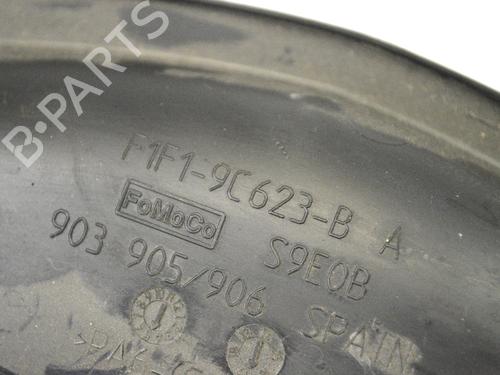 B-PARTS
F1F1-9C623-B A
FoMoCo S9E0B
903 905/906 SPAIN